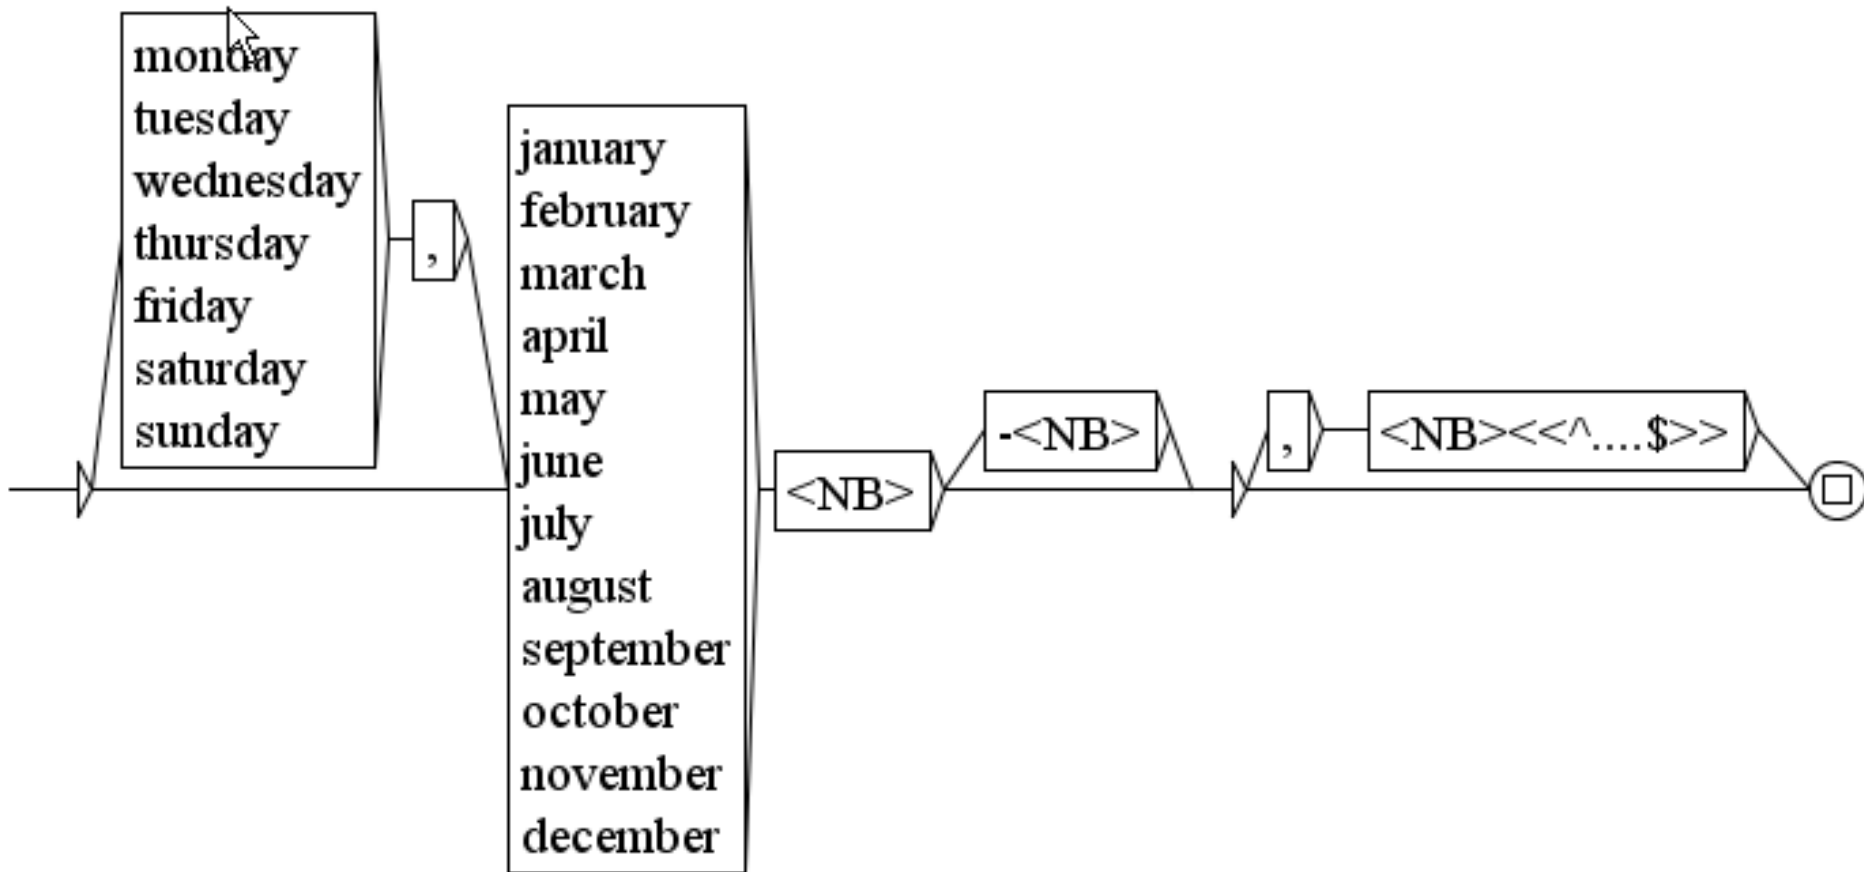 monday
tuesday
wednesday
thursday
friday
saturday
sunday
,
january
february
march
april
may
june
july
august
september
october
november
december
<NB>
-<NB>
,
<NB><<^....$>>